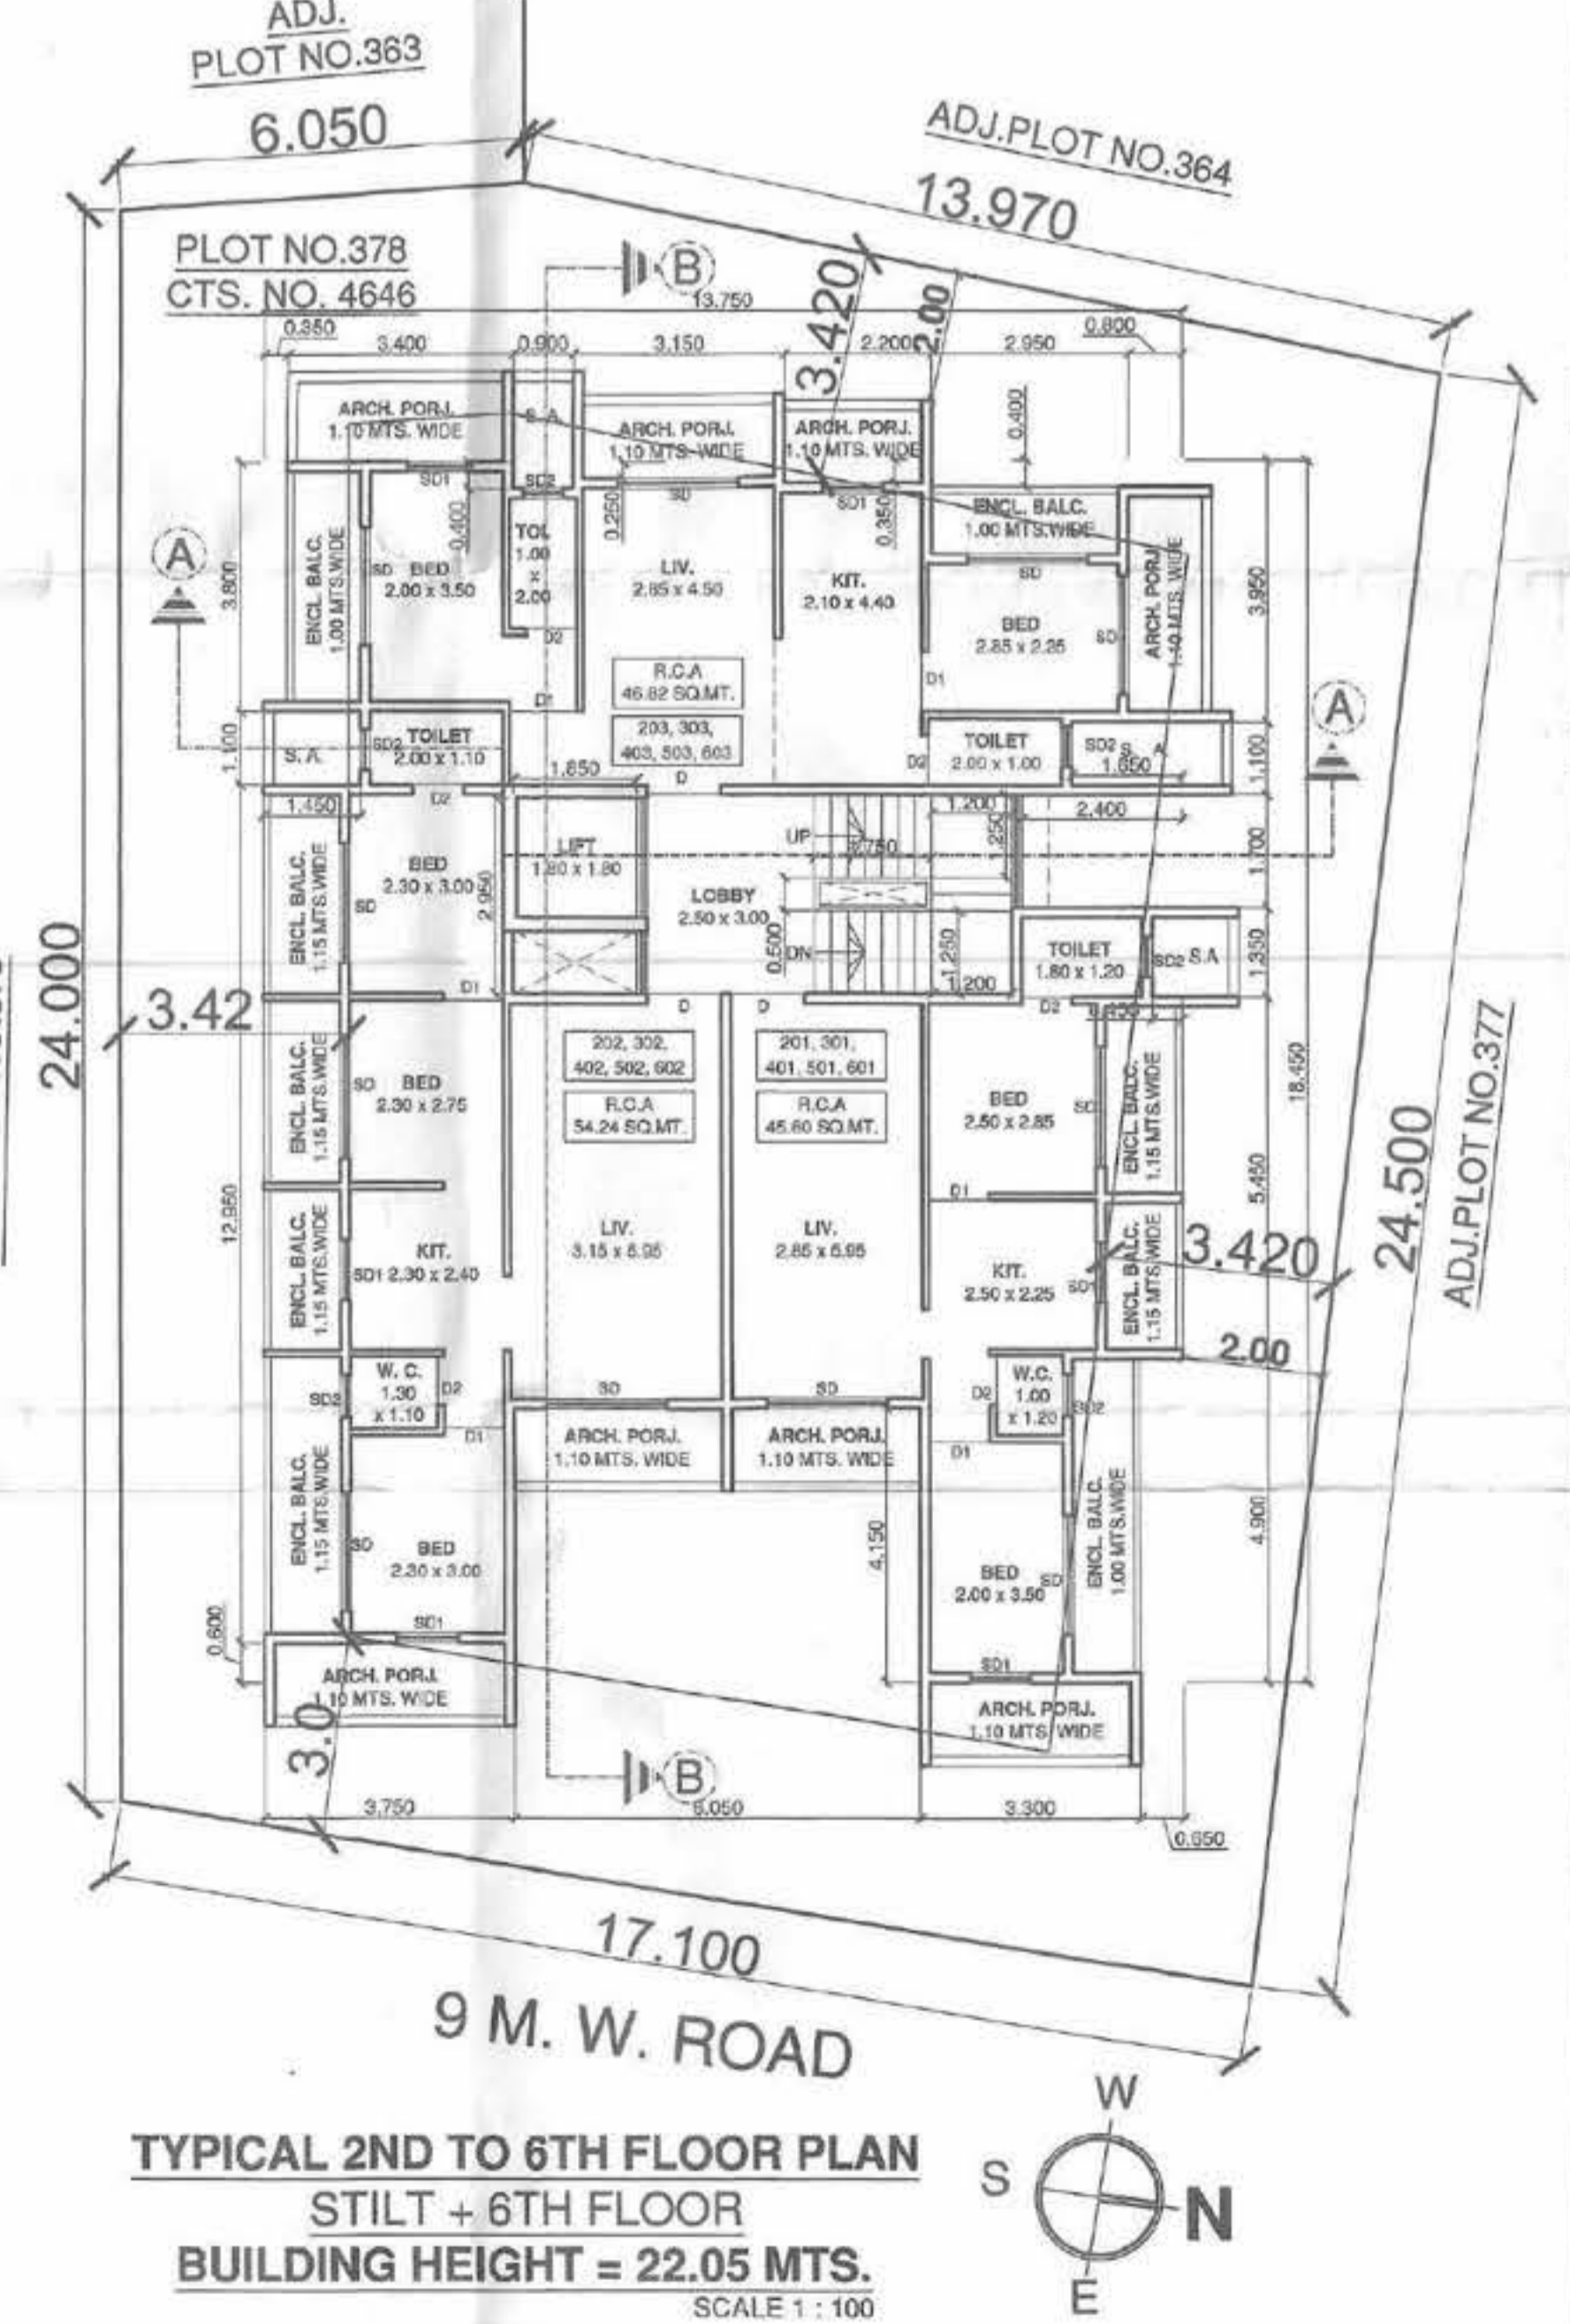 ADJ.
PLOT NO.363
6.050
ADJ.PLOT NO.364
13.970
PLOT NO.378
CTS. NO. 4646
B
13.750
3.420
2.00
0.350
3.400
0.900
3.150
2.200
2.950
0.800
ARCH. PORJ.
1.10 MTS. WIDE
S. A.
ARCH. PORJ.
1.10 MTS. WIDE
ARCH. PORJ.
1.10 MTS. WIDE
0.400
SD1
SD2
SD
SD1
0.400
0.250
0.350
ENCL. BALC.
1.00 MTS.WIDE
A
3.800
ENCL. BALC.
1.00 MTS.WIDE
SD
BED
2.00 x 3.50
TOI.
1.00
x
2.00
D2
LIV.
2.85 x 4.50
KIT.
2.10 x 4.40
SD
BED
2.85 x 2.25
SD
ARCH. PORJ.
1.10 MTS. WIDE
3.950
R.C.A
46.82 SQ.MT.
D1
D1
203, 303,
403, 503, 603
A
1.100
S. A.
SD2
TOILET
2.00 x 1.10
1.650
D
D2
TOILET
2.00 x 1.00
SD2 S. A.
1.650
1.100
1.450
D2
1.200
2.400
ENCL. BALC.
1.15 MTS.WIDE
BED
2.30 x 3.00
SD
2.950
LIFT
1.80 x 1.80
UP
LOBBY
2.50 x 3.00
1.700
0.500
DN
1.250
1.200
TOILET
1.80 x 1.20
SD2 S.A
1.350
24.000
3.42
D1
D
D
D2
ENCL. BALC.
1.15 MTS.WIDE
SD
BED
2.30 x 2.75
202, 302,
402, 502, 602
R.C.A
54.24 SQ.MT.
201, 301,
401, 501, 601
R.C.A
45.60 SQ.MT.
BED
2.50 x 2.85
SD
ENCL. BALC.
1.15 MTS.WIDE
18.450
24.500
ADJ.PLOT NO.377
12.950
D1
5.450
ENCL. BALC.
1.15 MTS.WIDE
KIT.
SD1 2.30 x 2.40
LIV.
3.15 x 5.95
LIV.
2.85 x 5.95
KIT.
2.50 x 2.25
SD1
ENCL. BALC.
1.15 MTS.WIDE
3.420
2.00
SD2
W. C.
1.30
x 1.10
D2
D1
SD
SD
D2
W.C.
1.00
x 1.20
SD2
D1
ARCH. PORJ.
1.10 MTS. WIDE
ARCH. PORJ.
1.10 MTS. WIDE
ENCL. BALC.
1.15 MTS.WIDE
SD
BED
2.30 x 3.00
SD1
4.150
BED
2.00 x 3.50
SD
ENCL. BALC.
1.00 MTS.WIDE
4.900
0.600
SD1
ARCH. PORJ.
1.10 MTS. WIDE
ARCH. PORJ.
1.10 MTS. WIDE
3.0
B
3.750
6.050
3.300
0.650
17.100
9 M. W. ROAD
W
S
N
E
TYPICAL 2ND TO 6TH FLOOR PLAN
STILT + 6TH FLOOR
BUILDING HEIGHT = 22.05 MTS.
SCALE 1 : 100